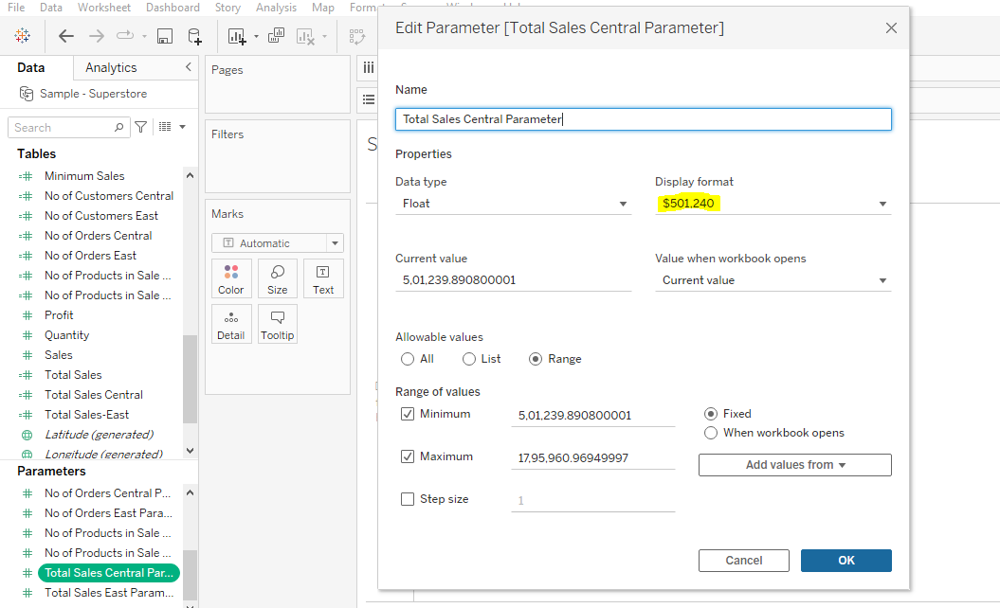 File Data Worksheet Dashboard Story Analysis Map
Edit Parameter [Total Sales Central Parameter]
Data Analytics
Sample - Superstore
Search
Tables
Minimum Sales
No of Customers Central
No of Customers East
No of Orders Central
No of Orders East
No of Products in Sale ...
No of Products in Sale ...
Profit
Quantity
Sales
Total Sales
Total Sales Central
Total Sales-East
Latitude (generated)
Longitude (generated)
Parameters
No of Orders Central P...
No of Orders East Para...
No of Products in Sale ...
No of Products in Sale ...
Total Sales Central Par...
Total Sales East Param...
Pages
Filters
Marks
Automatic
Color Size Text
Detail Tooltip
Name
Total Sales Central Parameter
Properties
Data type Display format
Float $501,240
Current value Value when workbook opens
5,01,239.890800001 Current value
Allowable values
All List Range
Range of values
Minimum 5,01,239.890800001 Fixed
When workbook opens
Maximum 17,95,960.96949997 Add values from
Step size 1
Cancel OK